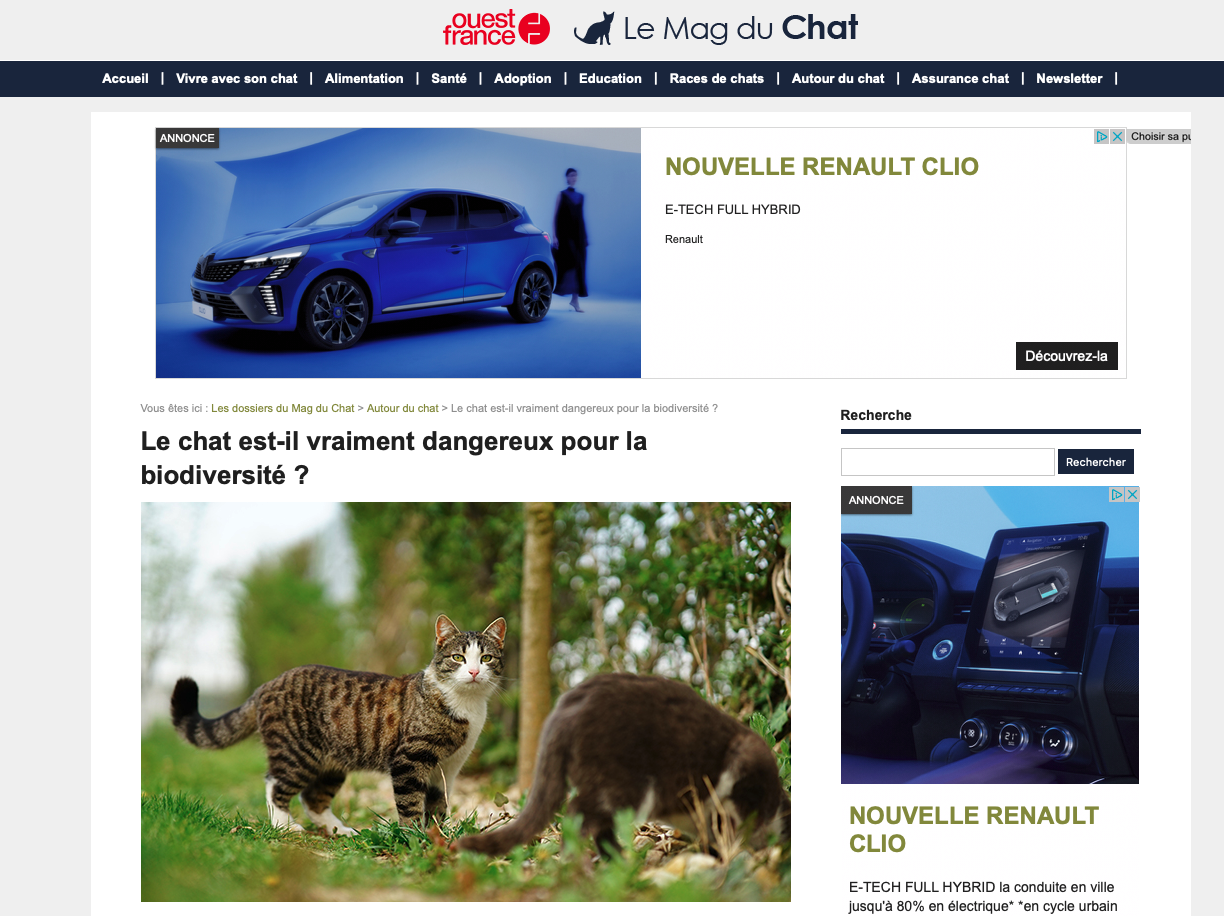 ouest
france
Le Mag du Chat
Accueil | Vivre avec son chat | Alimentation | Santé | Adoption | Education | Races de chats | Autour du chat | Assurance chat | Newsletter |
ANNONCE
Choisir sa pu
NOUVELLE RENAULT CLIO
E-TECH FULL HYBRID
Renault
Découvrez-la
Vous êtes ici : Les dossiers du Mag du Chat > Autour du chat > Le chat est-il vraiment dangereux pour la biodiversité ?
Le chat est-il vraiment dangereux pour la
biodiversité ?
Recherche
Rechercher
ANNONCE
21°
NOUVELLE RENAULT
CLIO
E-TECH FULL HYBRID la conduite en ville
jusqu'à 80% en électrique* *en cycle urbain